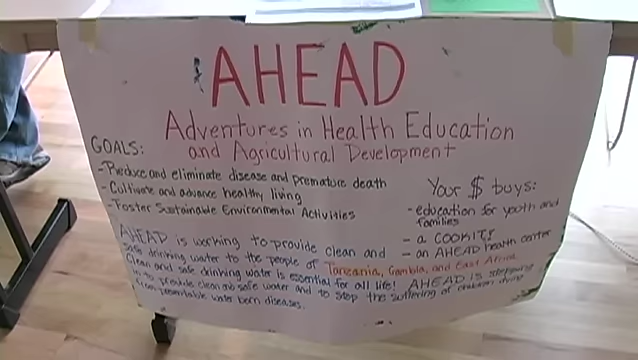 AHEAD
Adventures in Health Education
and Agricultural Development
GOALS:
-Reduce and eliminate disease and premature death
-Cultivate and advance healthy living
-Foster Sustainable Environmental Activities
Your $ buys:
-education for youth and
families
- a COOKIE!
- an AHEAD health center
AHEAD is working to provide clean and
safe drinking water to the people of Tanzania, Gambia, and East Africa
Clean and safe drinking water is essential for all life! AHEAD is stepping
in to provide clean and safe water and to stop the suffering of children dying
from preventable water born diseases.